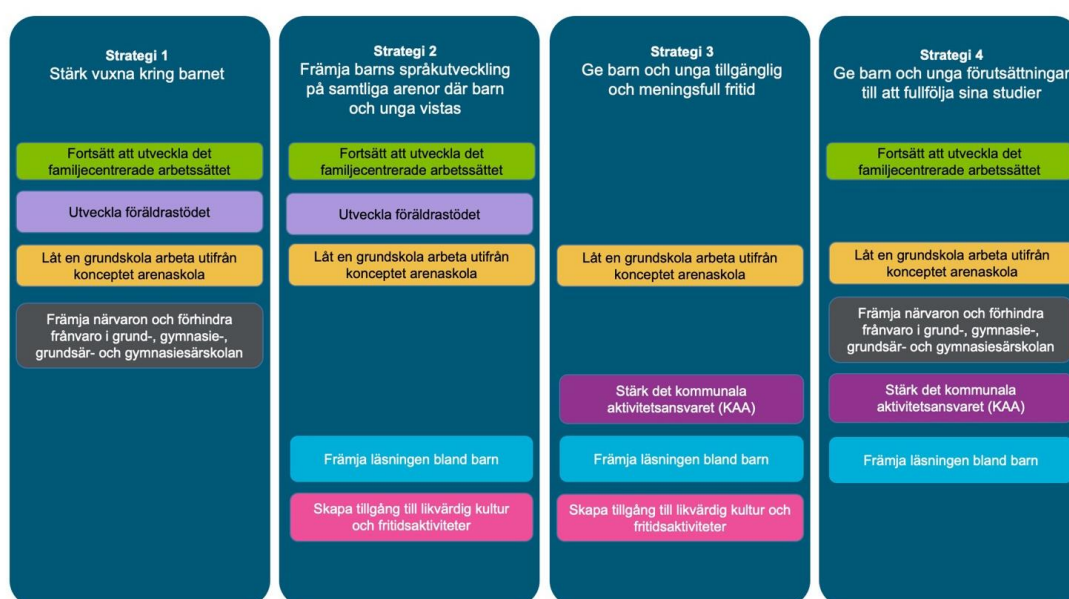 Strategi 1
Stärk vuxna kring barnet
Fortsätt att utveckla det
familjecentrerade arbetssättet
Utveckla föräldrastödet
Låt en grundskola arbeta utifrån
konceptet arenaskola
Främja närvaron och förhindra
frånvaro i grund-, gymnasie-,
grundsär- och gymnasiesärskolan
Strategi 2
Främja barns språkutveckling
på samtliga arenor där barn
och unga vistas
Fortsätt att utveckla det
familjecentrerade arbetssättet
Utveckla föräldrastödet
Låt en grundskola arbeta utifrån
konceptet arenaskola
Främja läsningen bland barn
Skapa tillgång till likvärdig kultur
och fritidsaktiviteter
Strategi 3
Ge barn och unga tillgänglig
och meningsfull fritid
Låt en grundskola arbeta utifrån
konceptet arenaskola
Stärk det kommunala
aktivitetsansvaret (KAA)
Främja läsningen bland barn
Skapa tillgång till likvärdig kultur och
fritidsaktiviteter
Strategi 4
Ge barn och unga förutsättningar
till att fullfölja sina studier
Fortsätt att utveckla det
familjecentrerade arbetssättet
Låt en grundskola arbeta utifrån
konceptet arenaskola
Främja närvaron och förhindra
frånvaro i grund-, gymnasie-,
grundsär- och gymnasiesärskolan
Stärk det kommunala
aktivitetsansvaret (KAA)
Främja läsningen bland barn